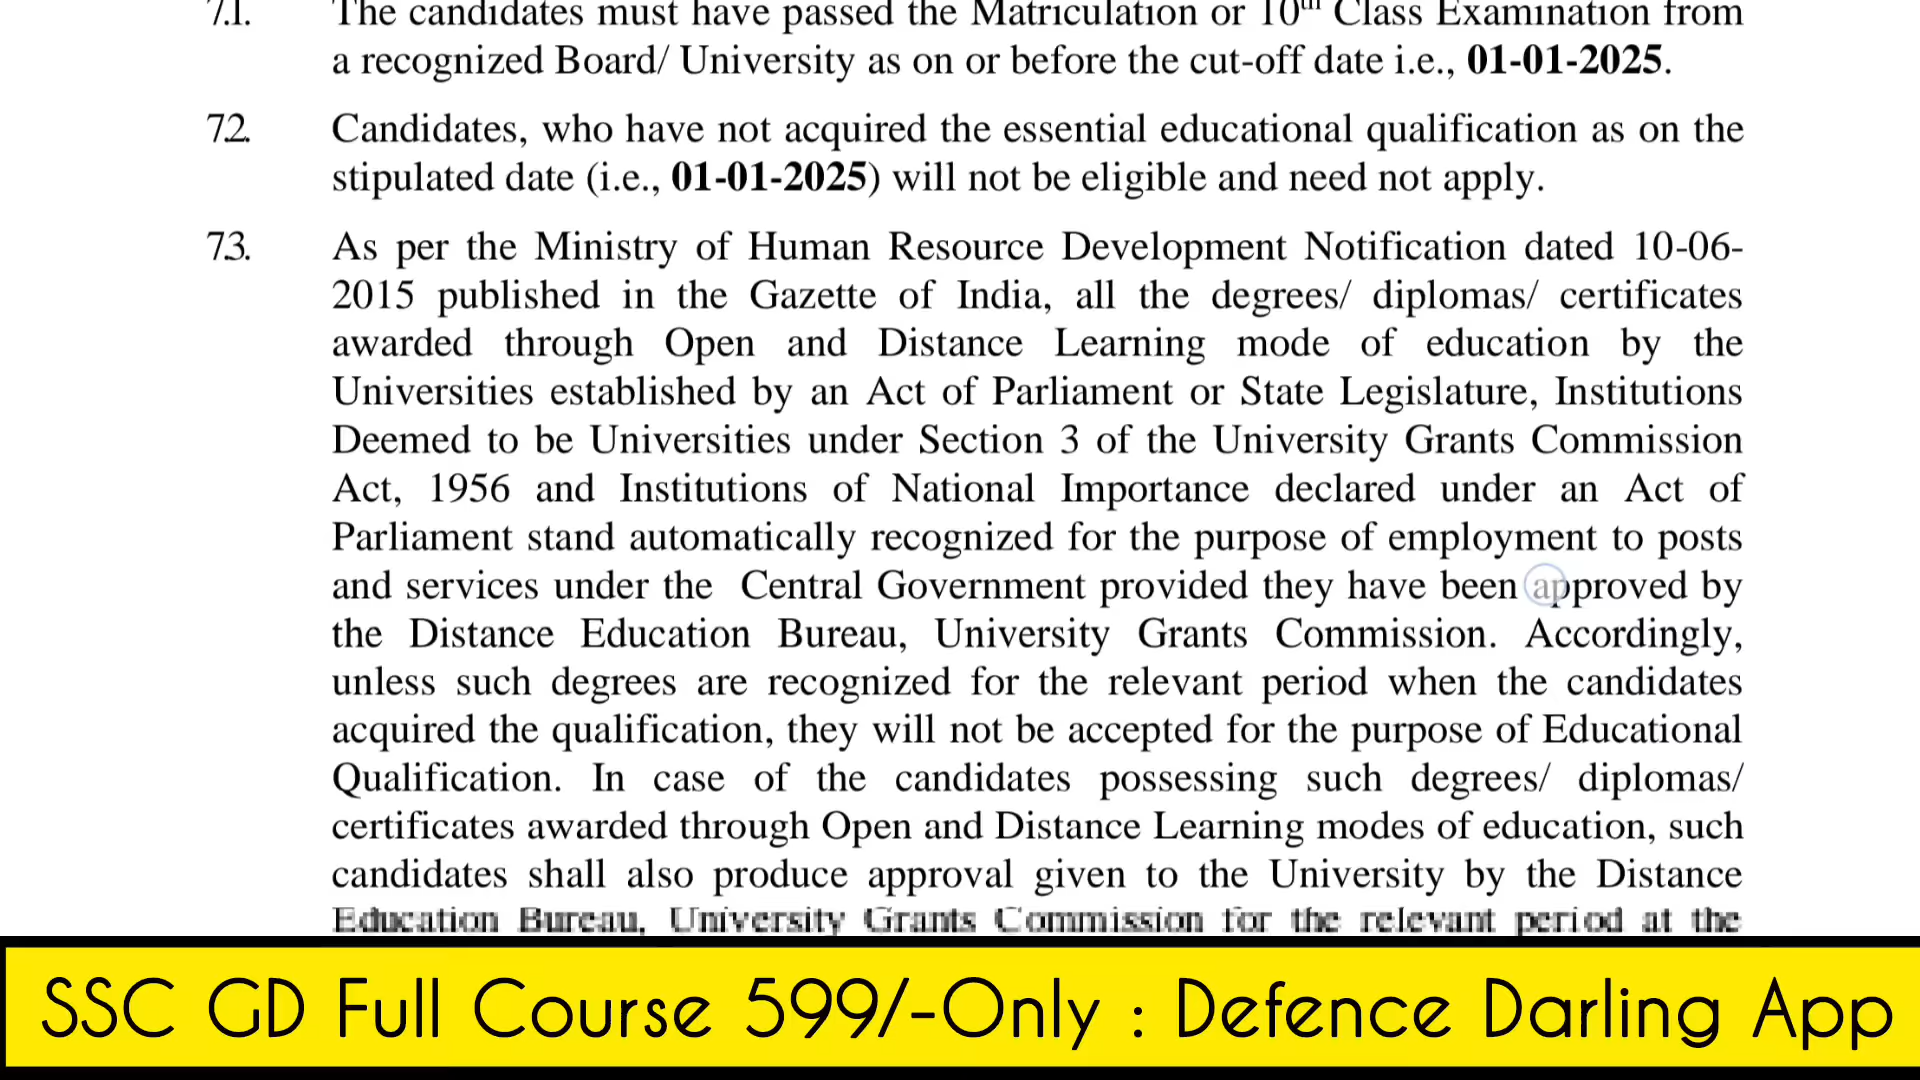 7.1. The candidates must have passed the Matriculation or 10th Class Examination from
a recognized Board/ University as on or before the cut-off date i.e., 01-01-2025.
7.2. Candidates, who have not acquired the essential educational qualification as on the
stipulated date (i.e., 01-01-2025) will not be eligible and need not apply.
7.3. As per the Ministry of Human Resource Development Notification dated 10-06-
2015 published in the Gazette of India, all the degrees/ diplomas/ certificates
awarded through Open and Distance Learning mode of education by the
Universities established by an Act of Parliament or State Legislature, Institutions
Deemed to be Universities under Section 3 of the University Grants Commission
Act, 1956 and Institutions of National Importance declared under an Act of
Parliament stand automatically recognized for the purpose of employment to posts
and services under the Central Government provided they have been approved by
the Distance Education Bureau, University Grants Commission. Accordingly,
unless such degrees are recognized for the relevant period when the candidates
acquired the qualification, they will not be accepted for the purpose of Educational
Qualification. In case of the candidates possessing such degrees/ diplomas/
certificates awarded through Open and Distance Learning modes of education, such
candidates shall also produce approval given to the University by the Distance
Education Bureau, University Grants Commission for the relevant period at the
SSC GD Full Course 599/-Only : Defence Darling App